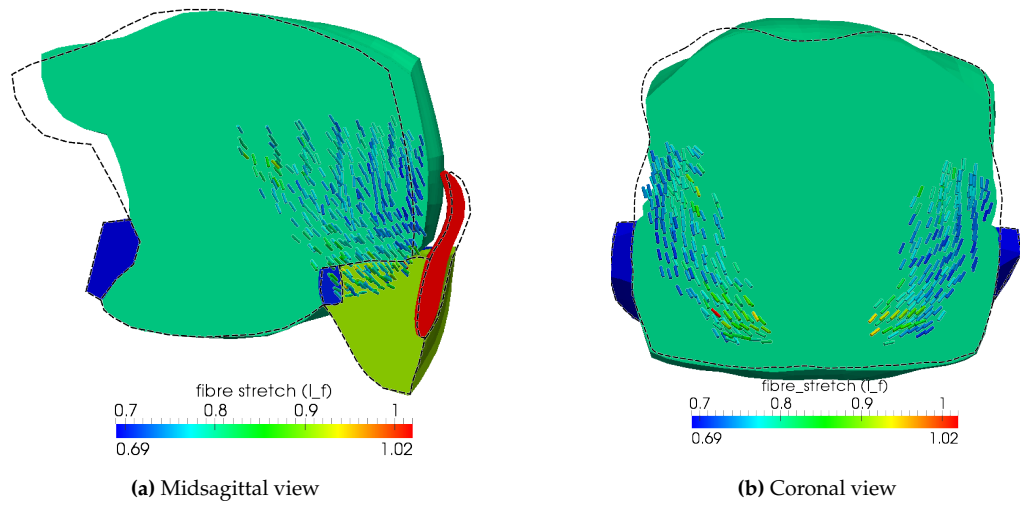 fibre stretch (l_f)
0.7 0.8 0.9 1
0.69 1.02
(a) Midsagittal view
fibre_stretch (l_f)
0.7 0.8 0.9 1
0.69 1.02
(b) Coronal view